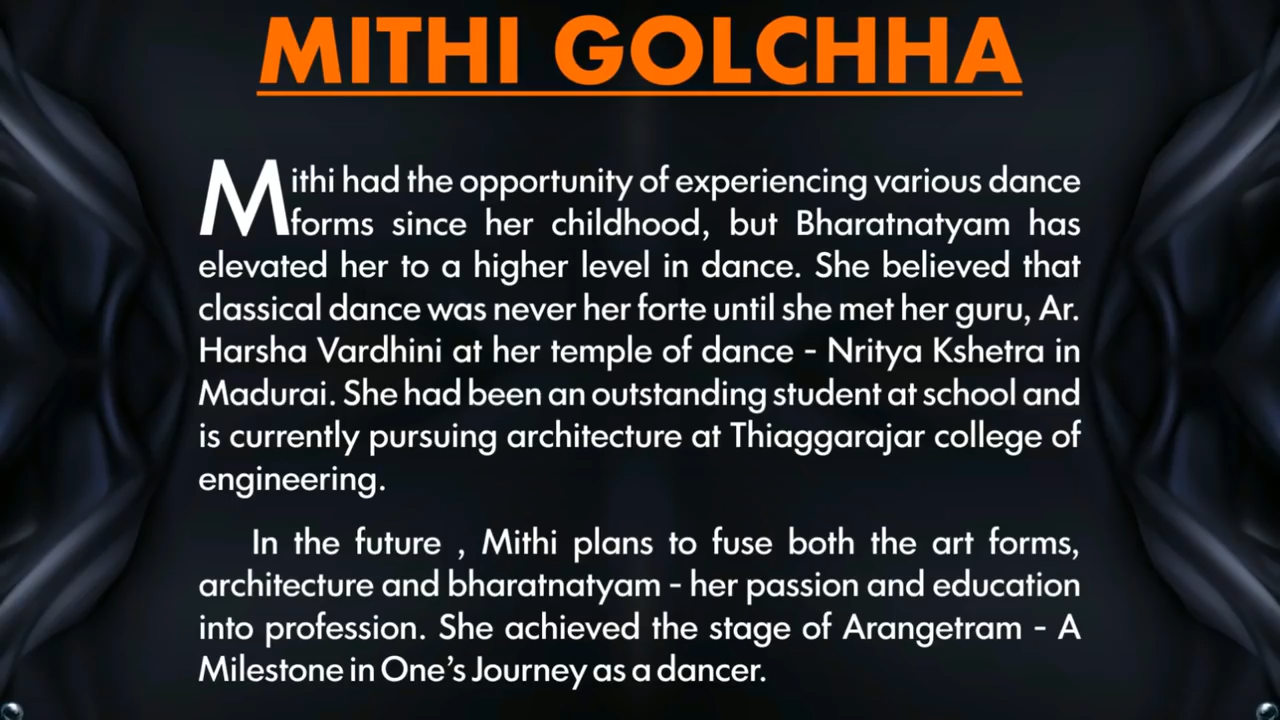 MITHI GOLCHHA
Mithi had the opportunity of experiencing various dance
forms since her childhood, but Bharatnatyam has
elevated her to a higher level in dance. She believed that
classical dance was never her forte until she met her guru, Ar.
Harsha Vardhini at her temple of dance - Nritya Kshetra in
Madurai. She had been an outstanding student at school and
is currently pursuing architecture at Thiaggarajar college of
engineering.
In the future , Mithi plans to fuse both the art forms,
architecture and bharatnatyam - her passion and education
into profession. She achieved the stage of Arangetram - A
Milestone in One’s Journey as a dancer.